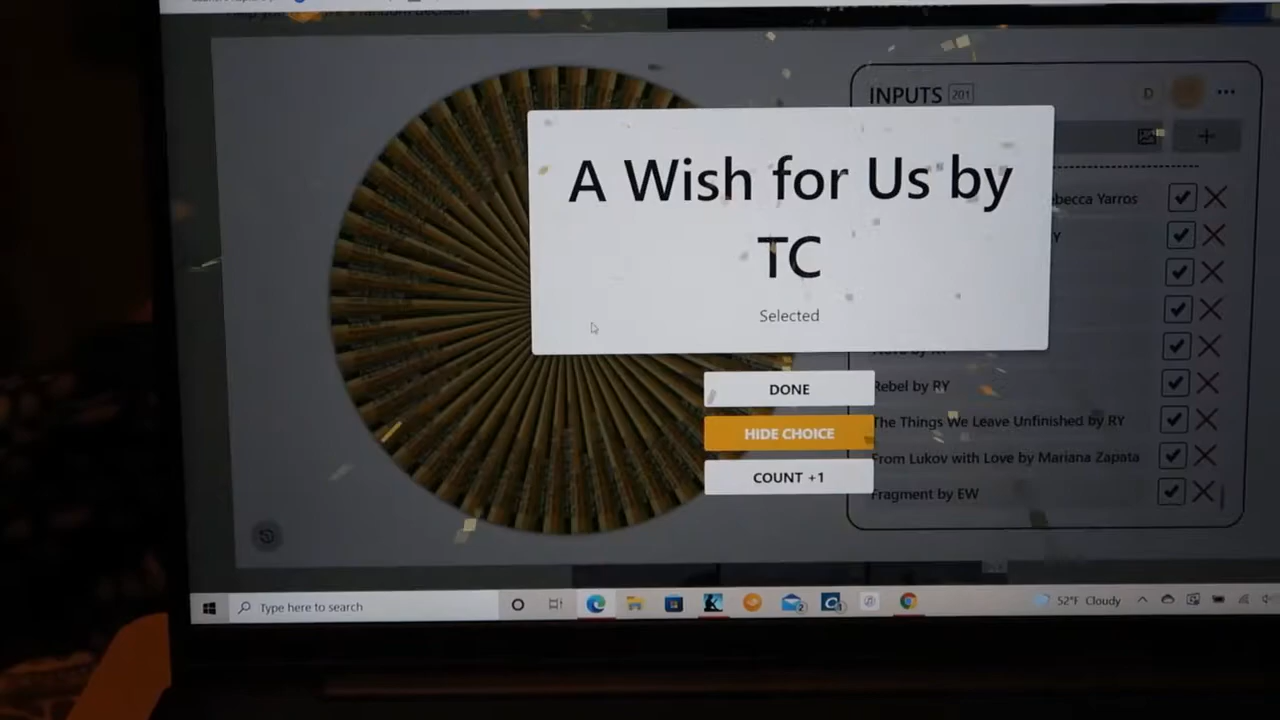 INPUTS 201
D
A Wish for Us by
TC
Selected
becca Yarros
Y
DONE
HIDE CHOICE
COUNT +1
Rebel by RY
The Things We Leave Unfinished by RY
From Lukov with Love by Mariana Zapata
Fragment by EW
Type here to search
52°F Cloudy